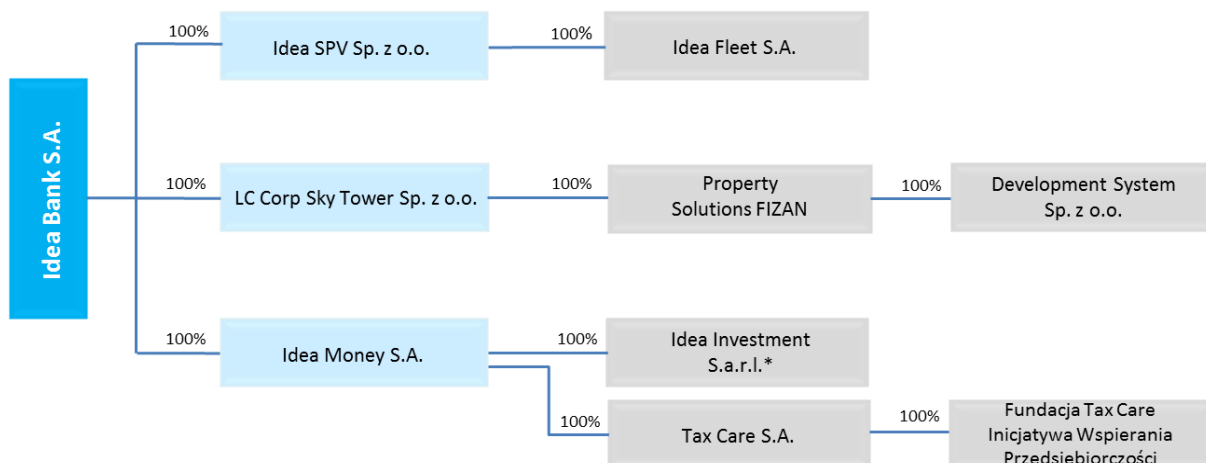 100%
Idea SPV Sp. z o.o.
100%
Idea Fleet S.A.
Idea Bank S.A.
100%
LC Corp Sky Tower Sp. z o.o.
100%
Property
Solutions FIZAN
100%
Development System
Sp. z o.o.
100%
Idea Money S.A.
100%
Idea Investment
S.a.r.l.*
100%
Tax Care S.A.
100%
Fundacja Tax Care
Inicjatywa Wspierania
Przedsiębiorczości